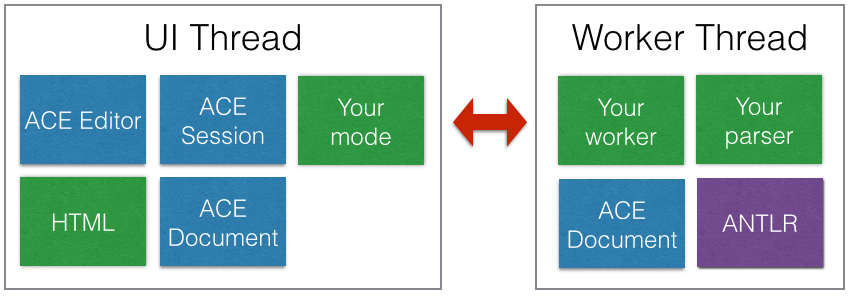 UI Thread
ACE Editor
ACE
Session
Your
mode
HTML
ACE
Document
Worker Thread
Your
worker
Your
parser
ACE
Document
ANTLR